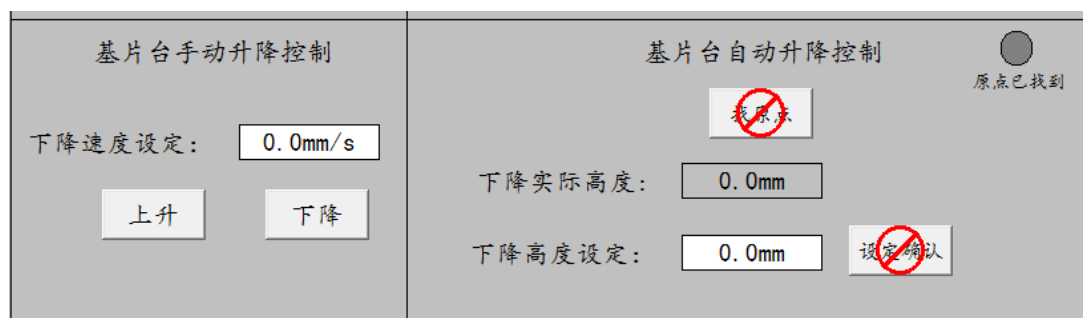 基片台手动升降控制
下降速度设定: 0.0mm/s
上升 下降
基片台自动升降控制
原点已找到
找原点
下降实际高度: 0.0mm
下降高度设定: 0.0mm 设定确认